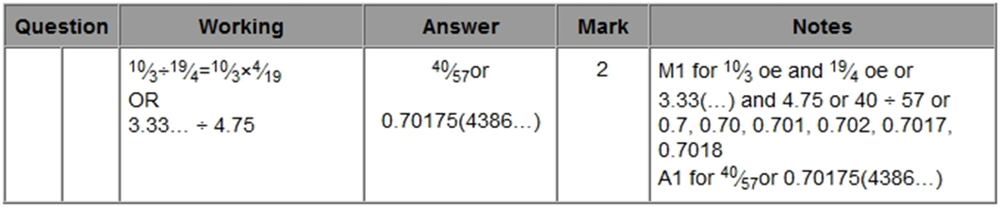 Question Working Answer Mark Notes
10/3÷19/4=10/3×4/19
OR
3.33... ÷ 4.75
40/57or
0.70175(4386...)
2
M1 for 10/3 oe and 19/4 oe or
3.33(...) and 4.75 or 40 ÷ 57 or
0.7, 0.70, 0.701, 0.702, 0.7017,
0.7018
A1 for 40/57or 0.70175(4386...)